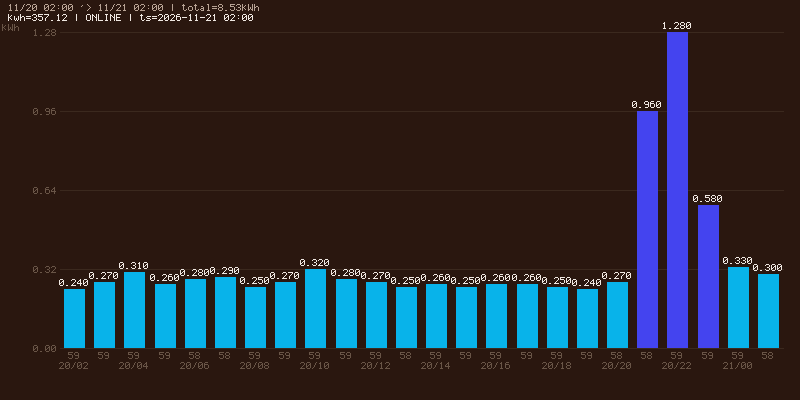 11/20 02:00 -> 11/21 02:00 | total=8.53kWh
Kwh=357.12 | ONLINE | ts=2026-11-21 02:00
kWh
1.28
0.96
0.64
0.32
0.00
0.240 0.270 0.310 0.260 0.280 0.290 0.250 0.270 0.320 0.280 0.270 0.250 0.260 0.250 0.260 0.260 0.250 0.240 0.270 0.960 1.280 0.580 0.330 0.300
59 59 59 59 58 58 59 59 59 59 59 58 59 59 59 59 59 59 58 58 59 59 59 58
20/02 20/04 20/06 20/08 20/10 20/12 20/14 20/16 20/18 20/20 20/22 21/00